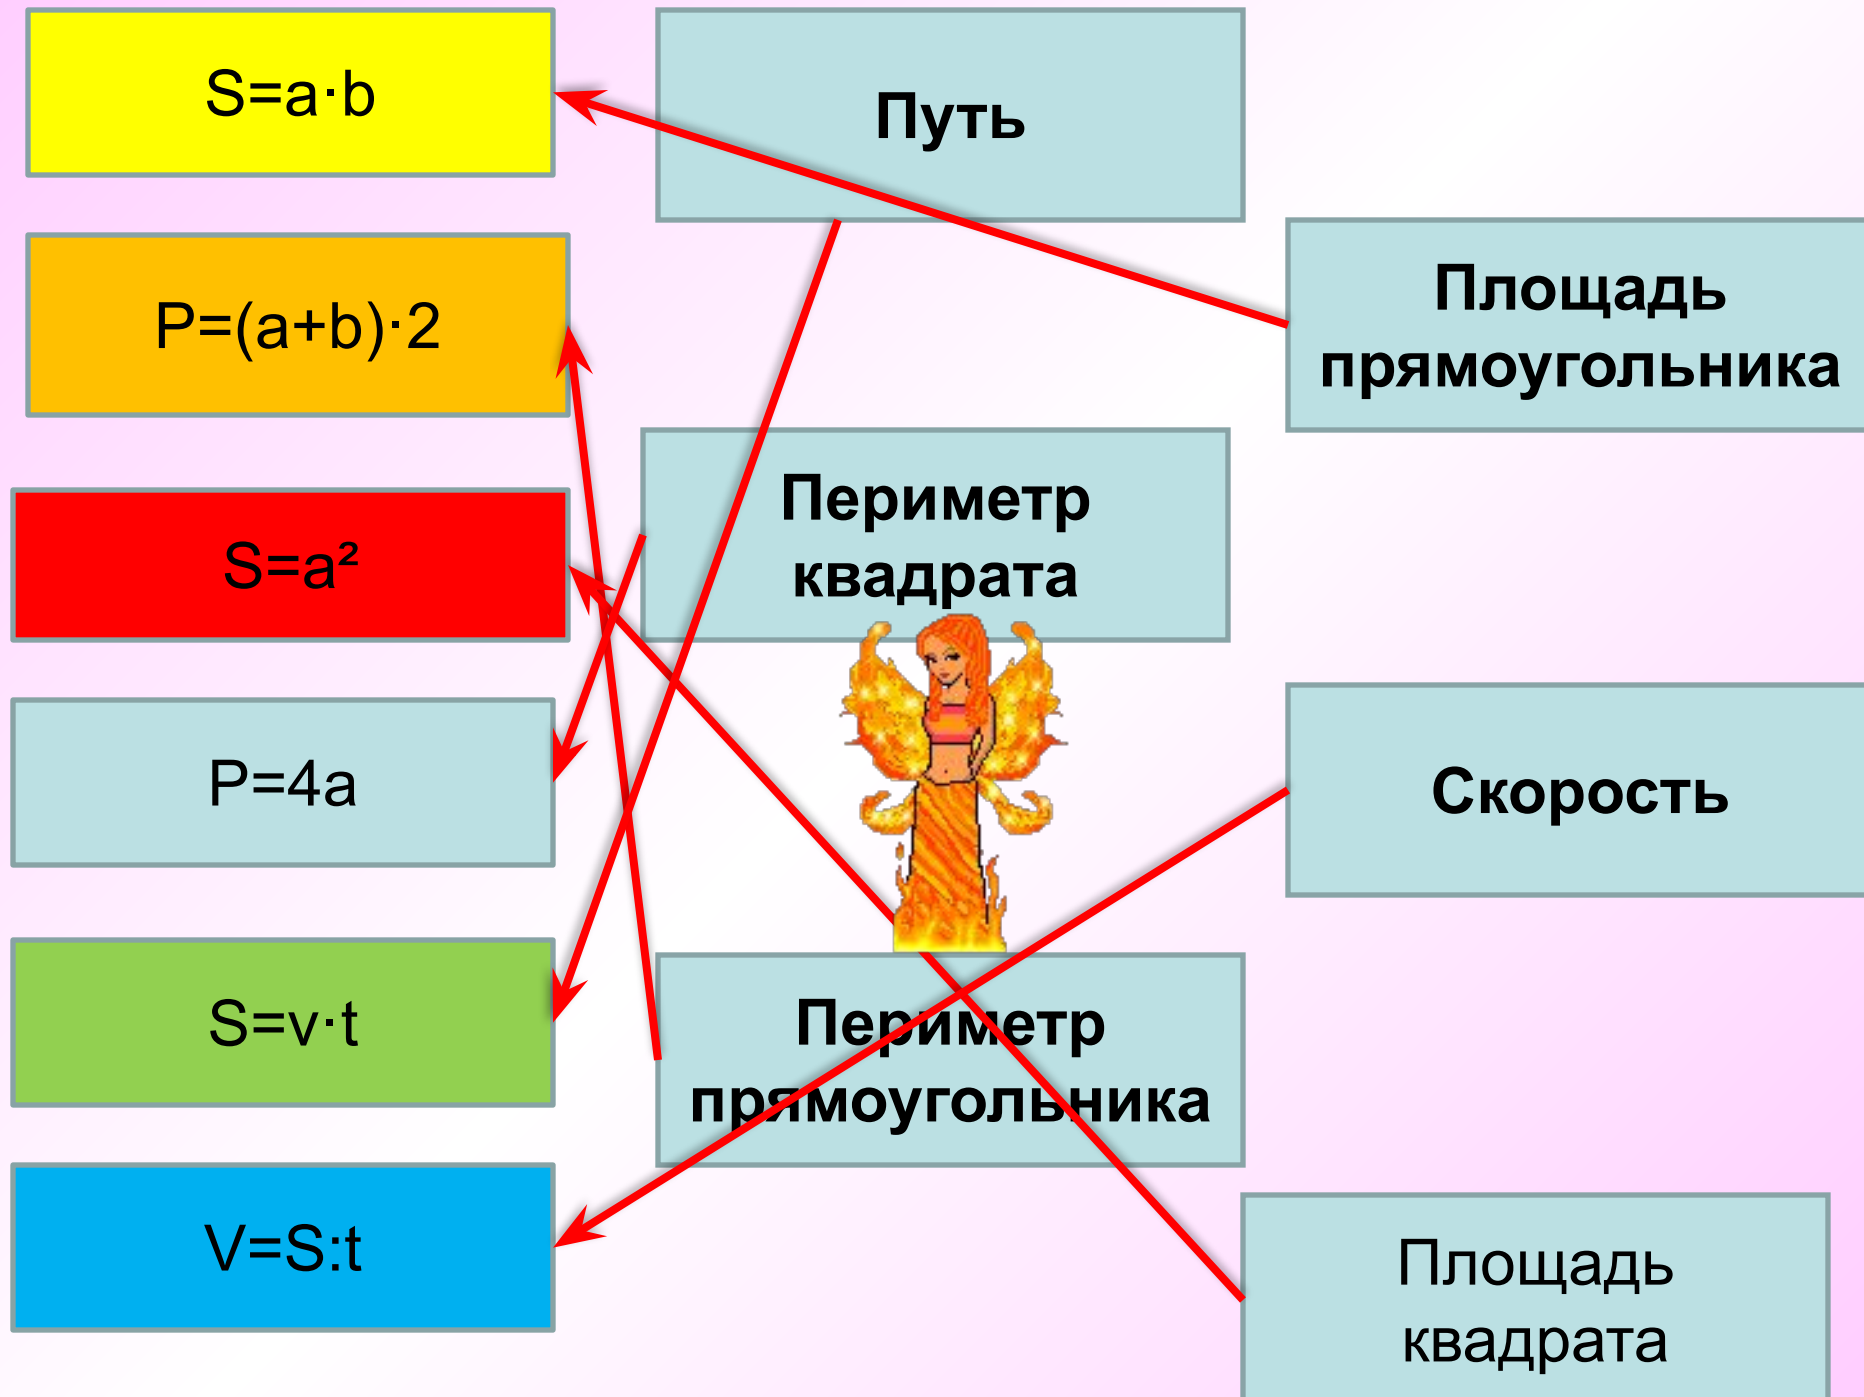 S=a·b
P=(a+b)·2
S=a²
P=4a
S=v·t
V=S:t
Путь
Периметр
квадрата
Периметр
прямоугольника
Площадь
прямоугольника
Скорость
Площадь
квадрата